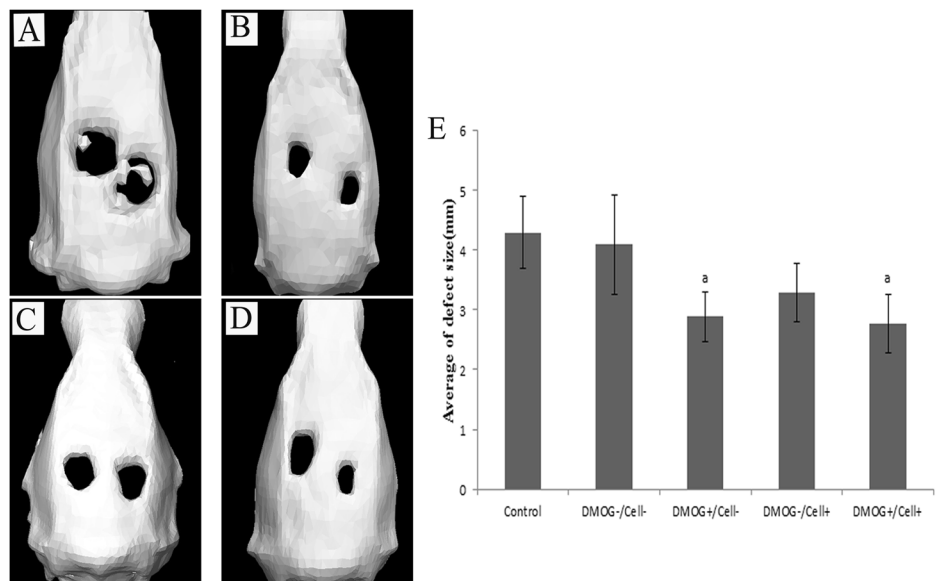 A
B
C
D
E
Average of defect size(mm)
6
5
4
3
2
1
0
a
a
Control
DMOG-/Cell-
DMOG+/Cell-
DMOG-/Cell+
DMOG+/Cell+